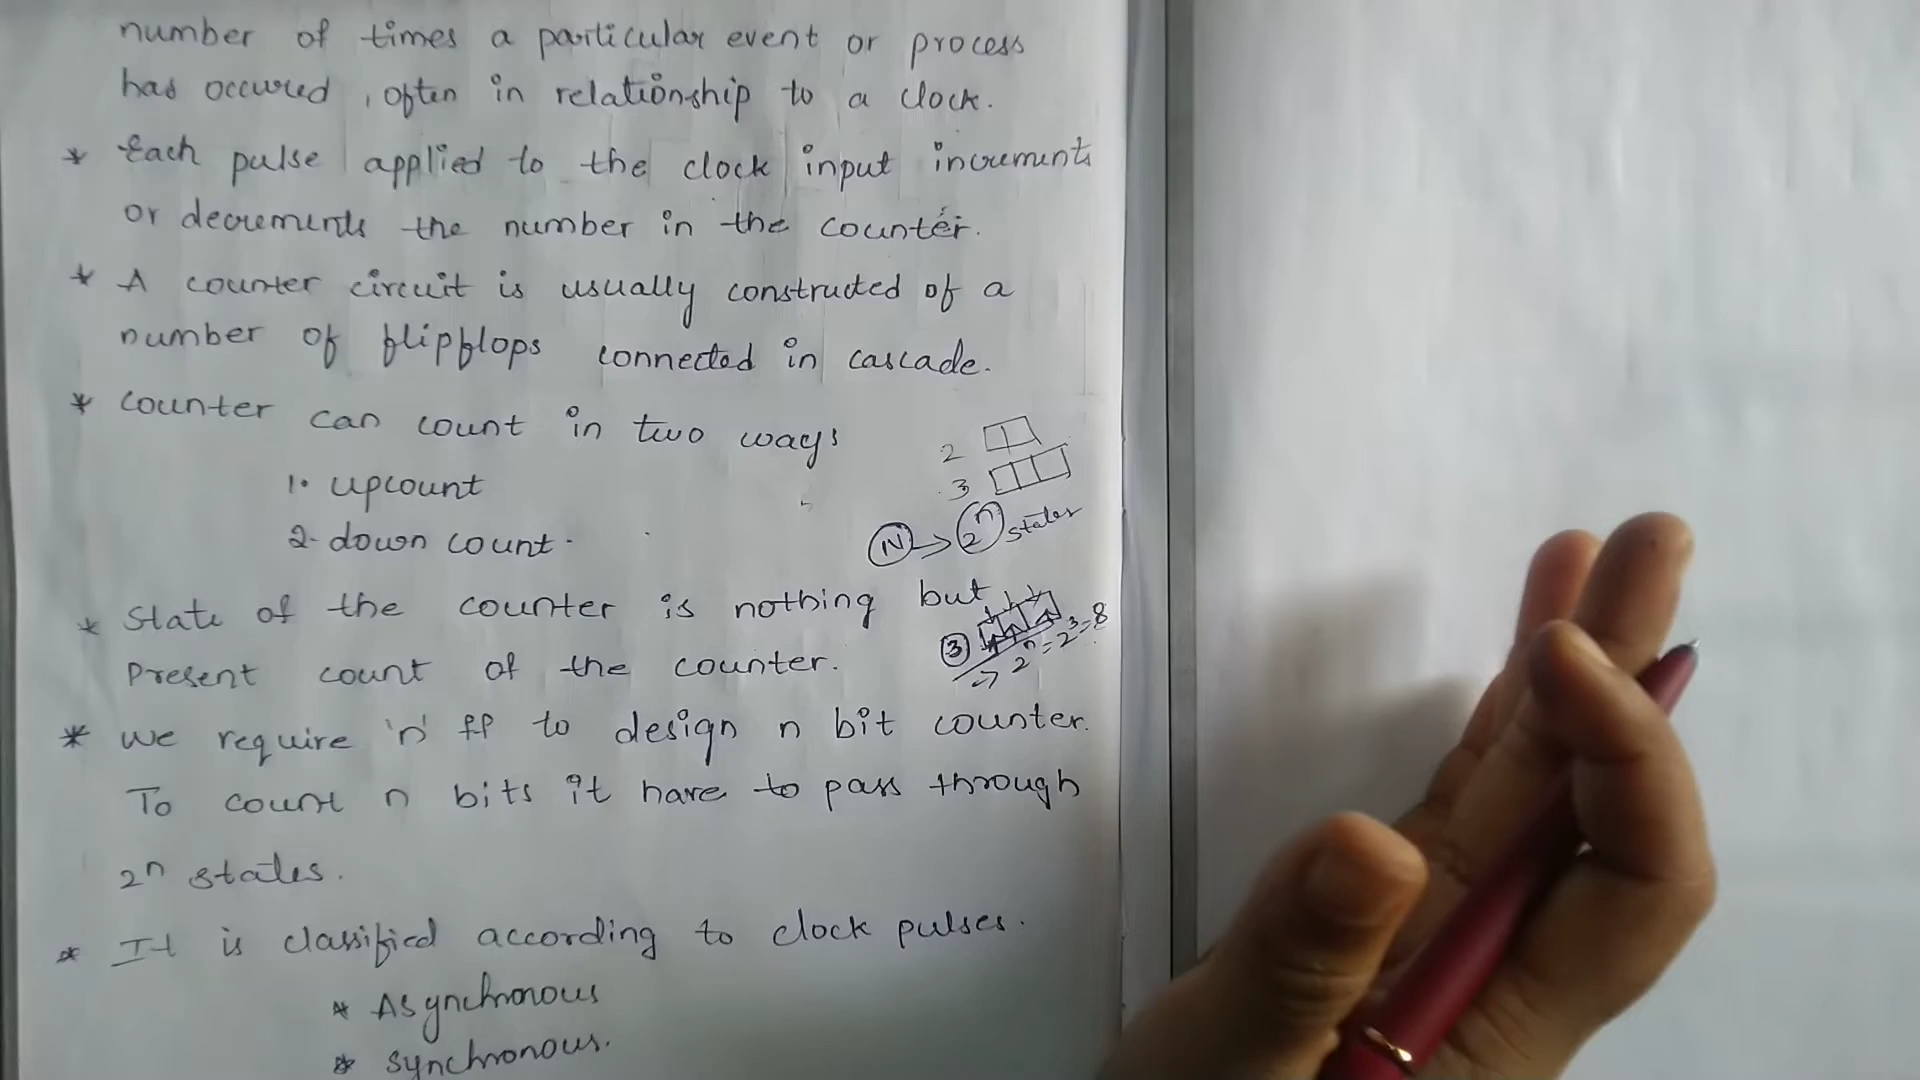 number of times a particular event or process
has occured, often in relationship to a clock.
* Each pulse applied to the clock input increments
or decrements the number in the counter.
* A counter circuit is usually constructed of a
number of flipflops connected in cascade.
* counter can count in two ways
1. upcount
2. down count.
2
3
N → 2^n states
* State of the counter is nothing but
Present count of the counter.
3
→ 2^n = 2^3 = 8
* We require 'n' ff to design n bit counter.
To count n bits it have to pass through
2^n states.
* It is classified according to clock pulses.
* Asynchronous
* synchronous.